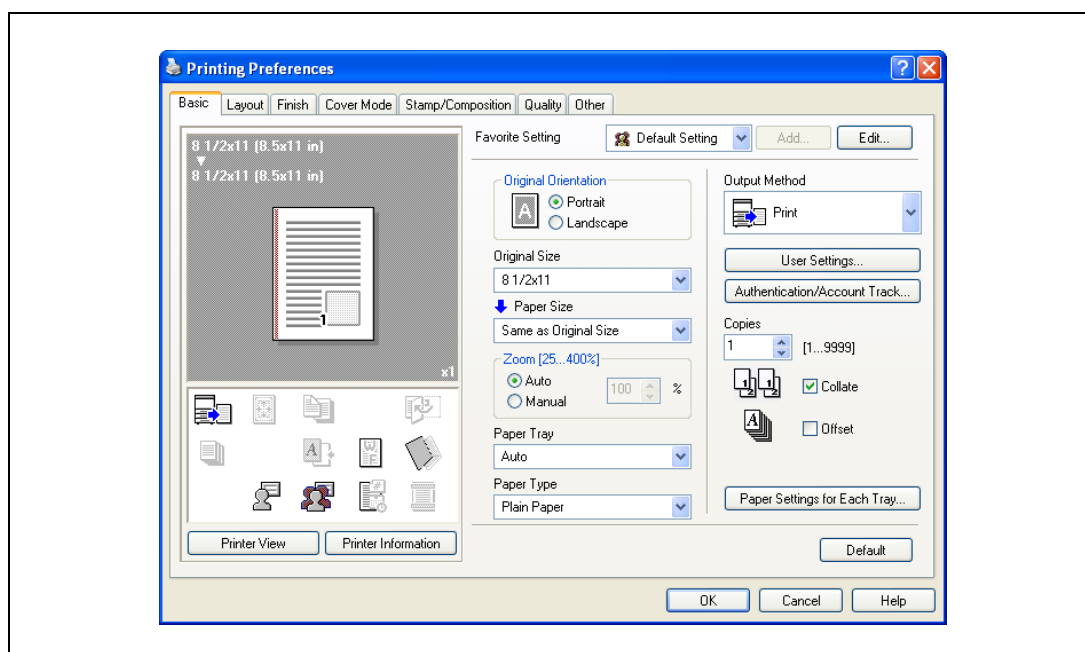 Printing Preferences
Basic Layout Finish Cover Mode Stamp/Composition Quality Other
8 1/2x11 (8.5x11 in)
8 1/2x11 (8.5x11 in)
1
x1
Printer View Printer Information
Favorite Setting Default Setting Add... Edit...
Original Orientation
A Portrait
Landscape
Original Size
8 1/2x11
Paper Size
Same as Original Size
Zoom [25...400%]
Auto
Manual
100 %
Paper Tray
Auto
Paper Type
Plain Paper
Output Method
Print
User Settings...
Authentication/Account Track...
Copies
1 [1...9999]
Collate
Offset
Paper Settings for Each Tray...
Default
OK Cancel Help